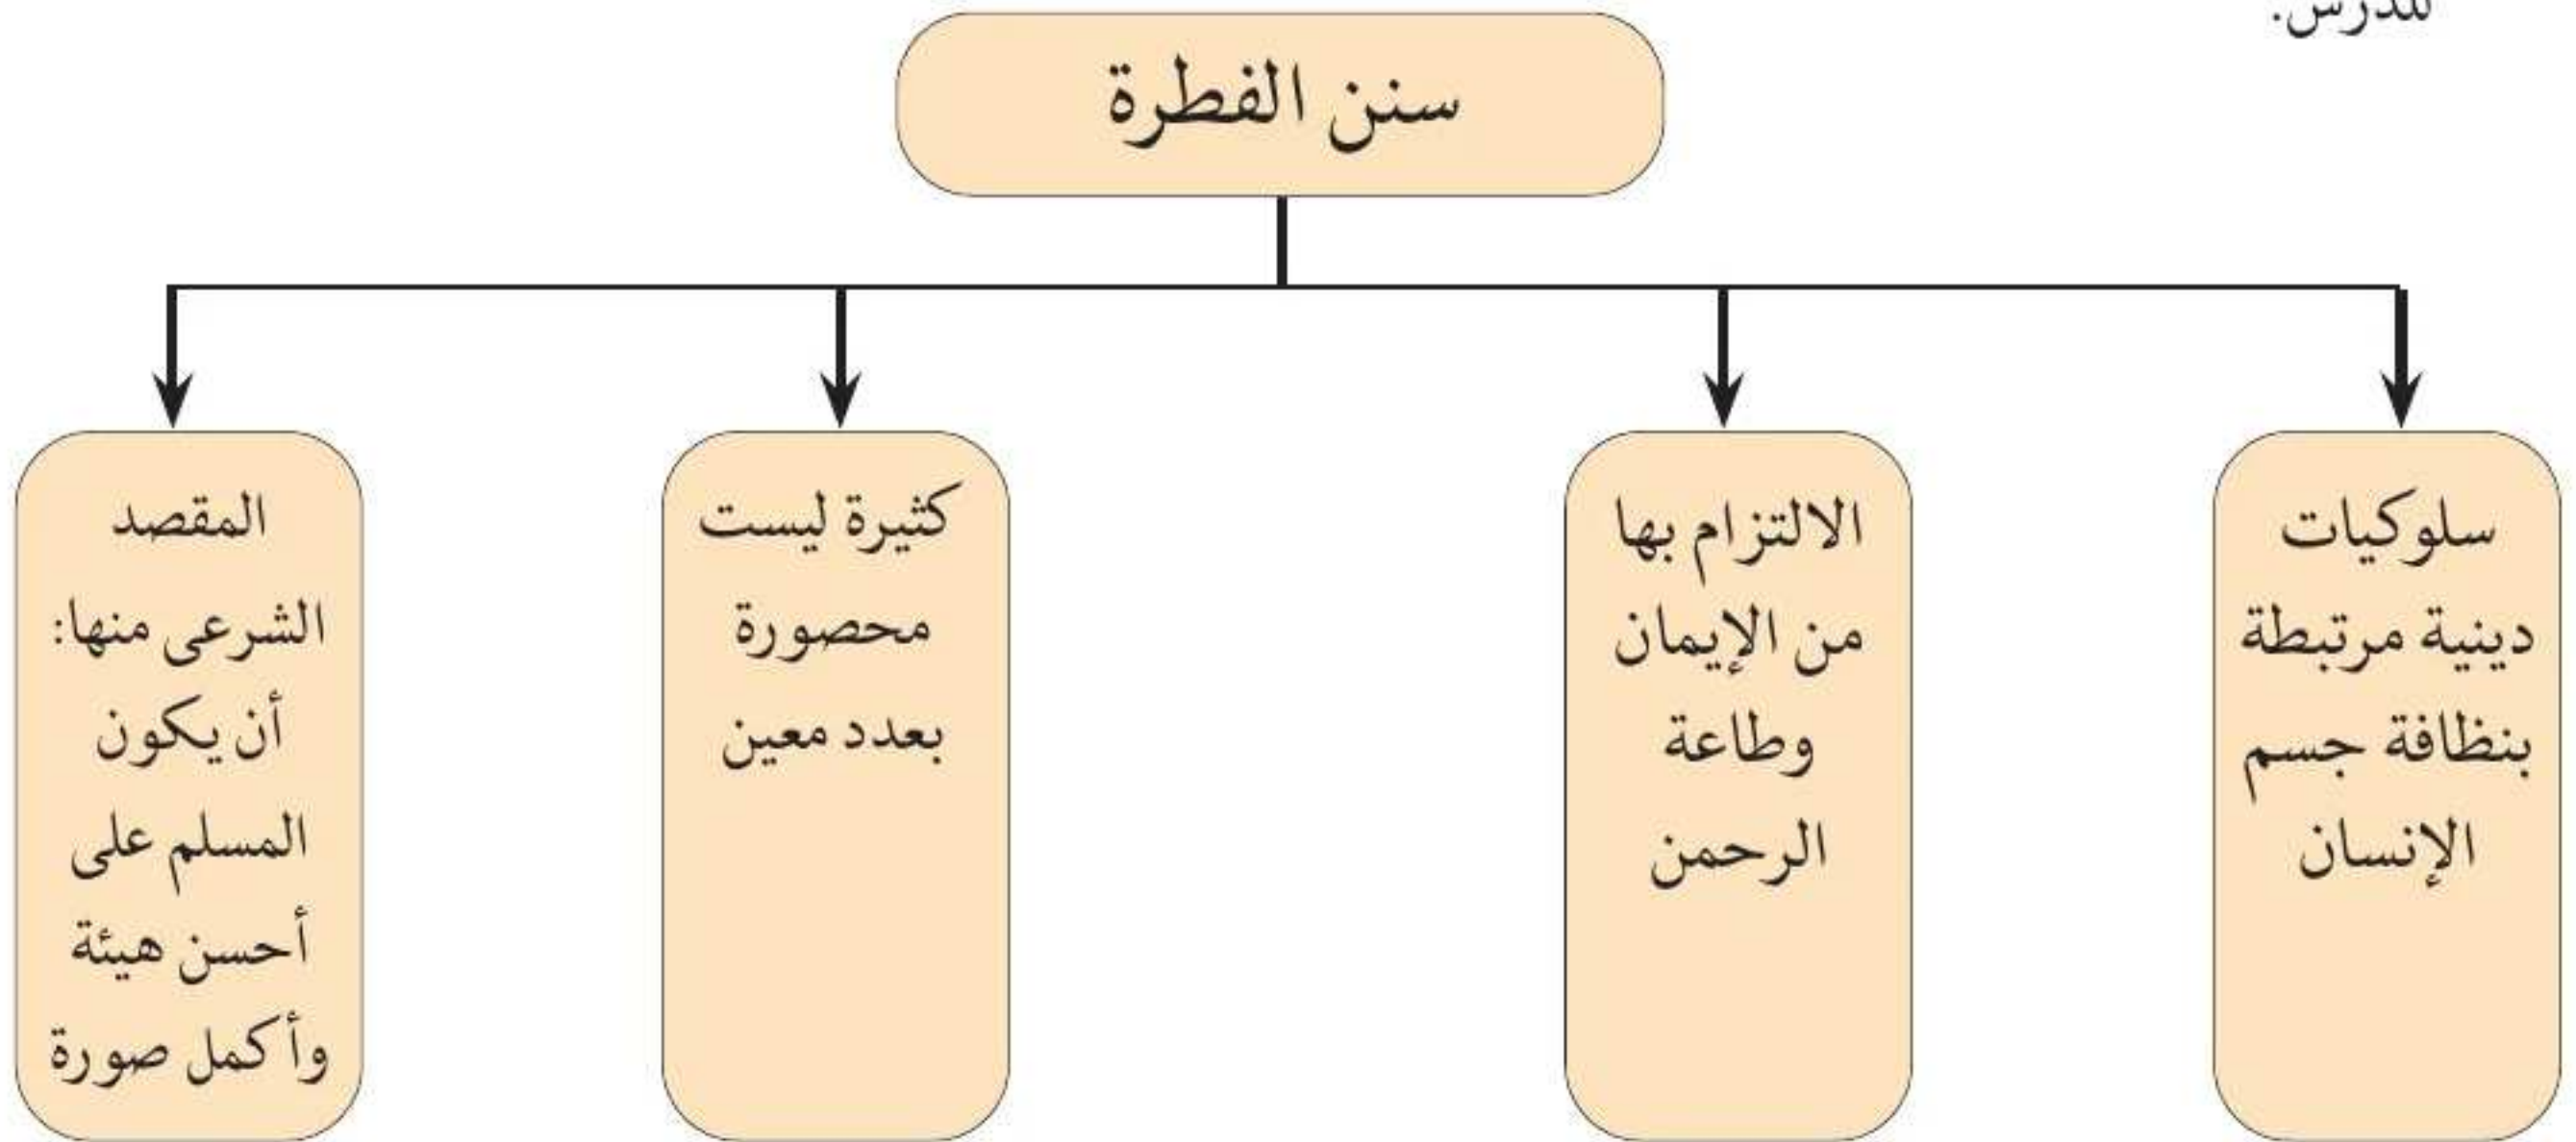 للدرس.
سنن الفطرة
سلوكيات
دينية مرتبطة
بنظافة جسم
الإنسان
الالتزام بها
من الإيمان
وطاعة
الرحمن
كثيرة ليست
محصورة
بعدد معين
المقصد
الشرعى منها:
أن يكون
المسلم على
أحسن هيئة
وأكمل صورة